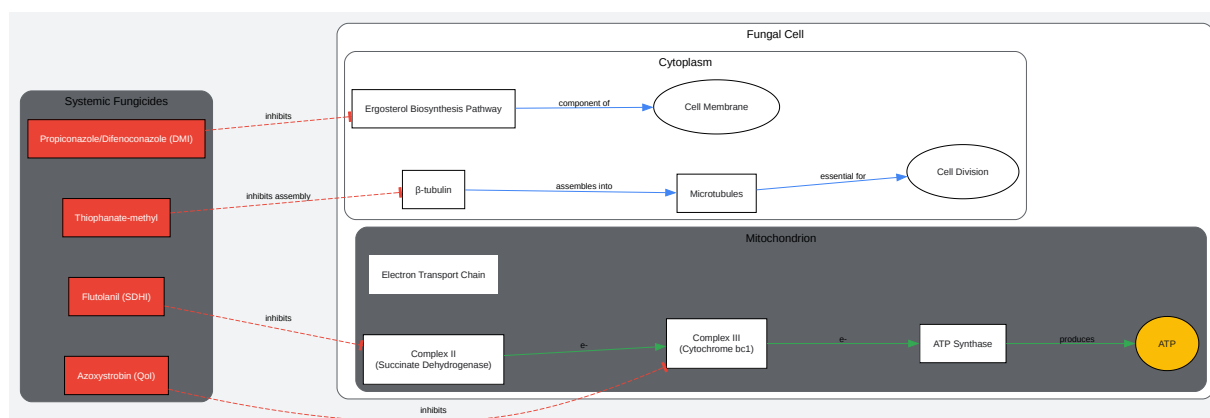 Fungal Cell
Cytoplasm
Systemic Fungicides
Propiconazole/Difenoconazole (DMI)
inhibits
Ergosterol Biosynthesis Pathway
component of
Cell Membrane
Thiophanate-methyl
inhibits assembly
β-tubulin
assembles into
Microtubules
essential for
Cell Division
Mitochondrion
Electron Transport Chain
Flutolanil (SDHI)
inhibits
Complex II
(Succinate Dehydrogenase)
e-
Complex III
(Cytochrome bc1)
e-
ATP Synthase
produces
ATP
Azoxystrobin (QoI)
inhibits